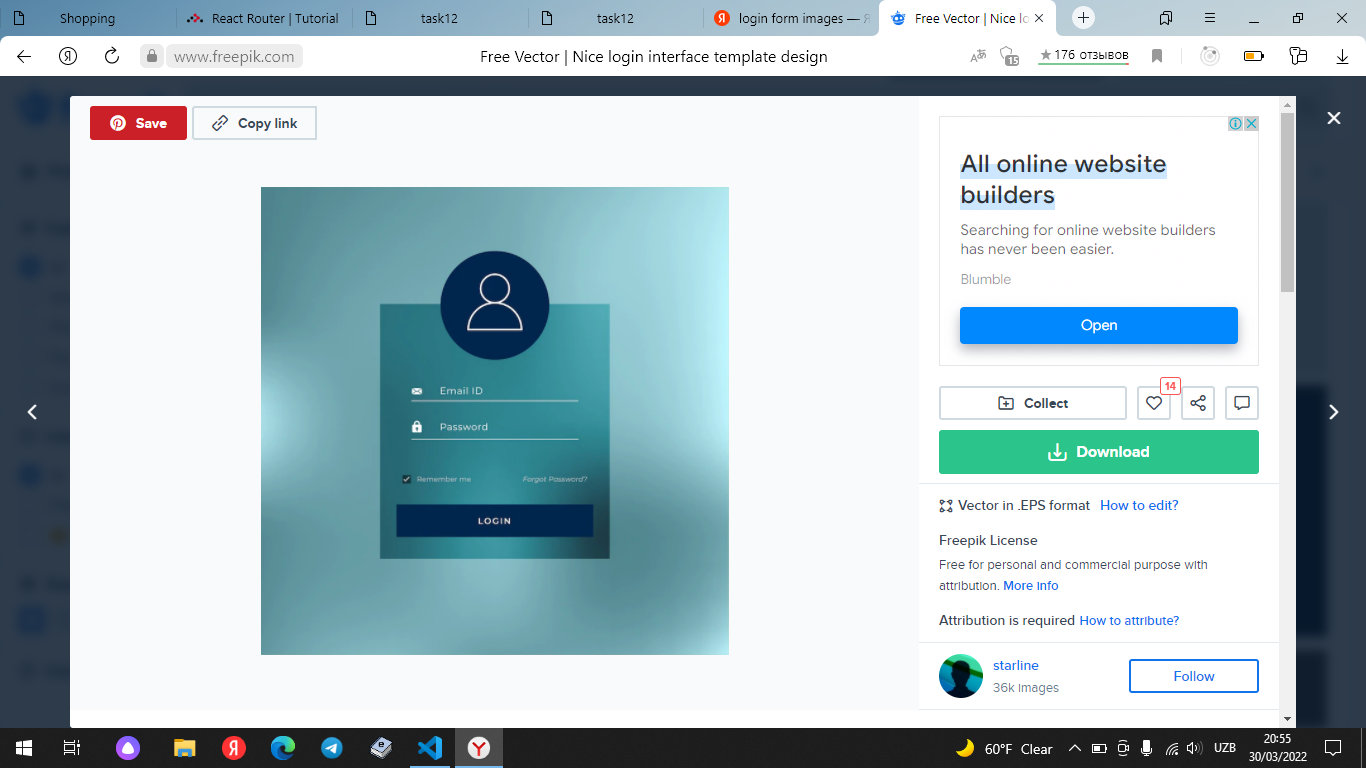 Shopping
React Router | Tutorial
task12
task12
login form images — Я
Free Vector | Nice lo
www.freepik.com
Free Vector | Nice login interface template design
15
★ 176 отзывов
Save
Copy link
Email ID
Password
Remember me
Forgot Password?
LOGIN
All online website
builders
Searching for online website builders
has never been easier.
Blumble
Open
Collect
14
Download
Vector in .EPS format How to edit?
Freepik License
Free for personal and commercial purpose with
attribution. More info
Attribution is required How to attribute?
starline
36k images
Follow
60°F Clear
UZB
20:55
30/03/2022